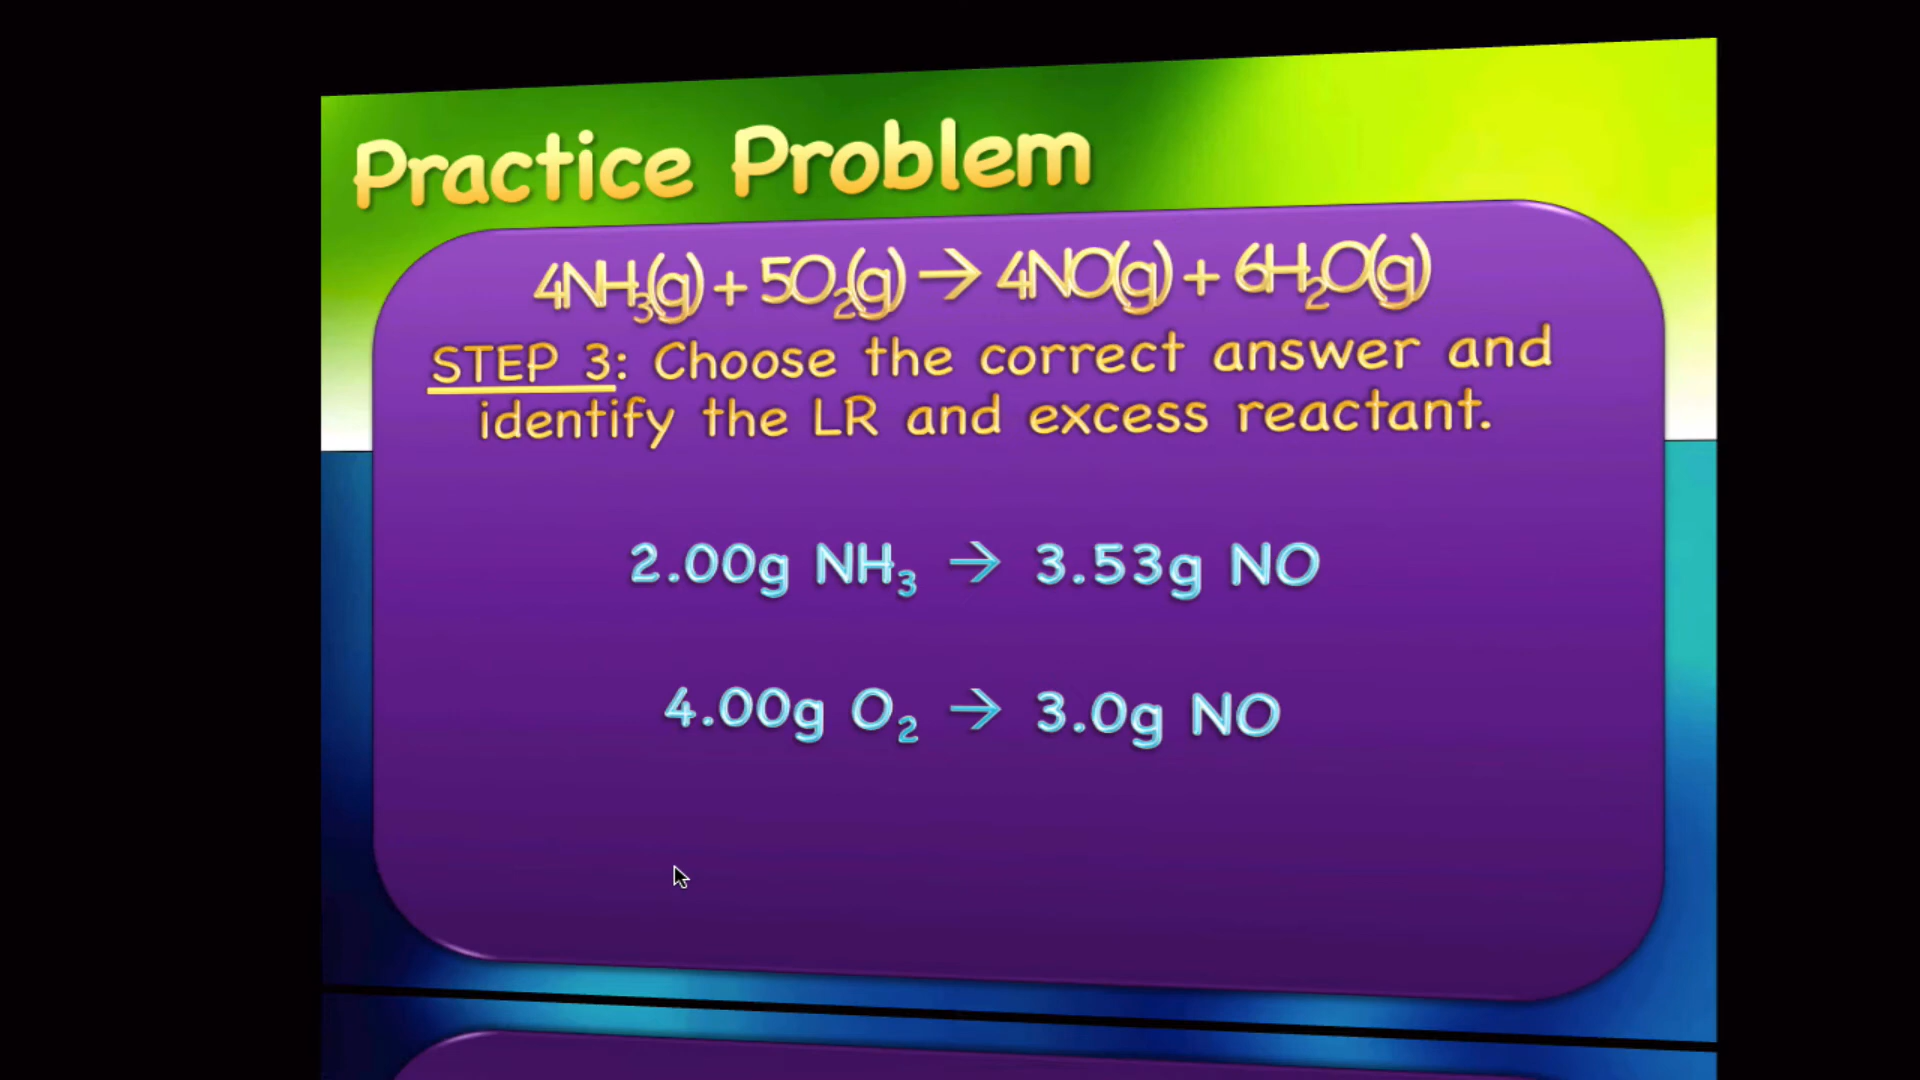 Practice Problem
4NH₃(g) + 5O₂(g) → 4NO(g) + 6H₂O(g)
STEP 3: Choose the correct answer and
identify the LR and excess reactant.
2.00g NH₃ → 3.53g NO
4.00g O₂ → 3.0g NO